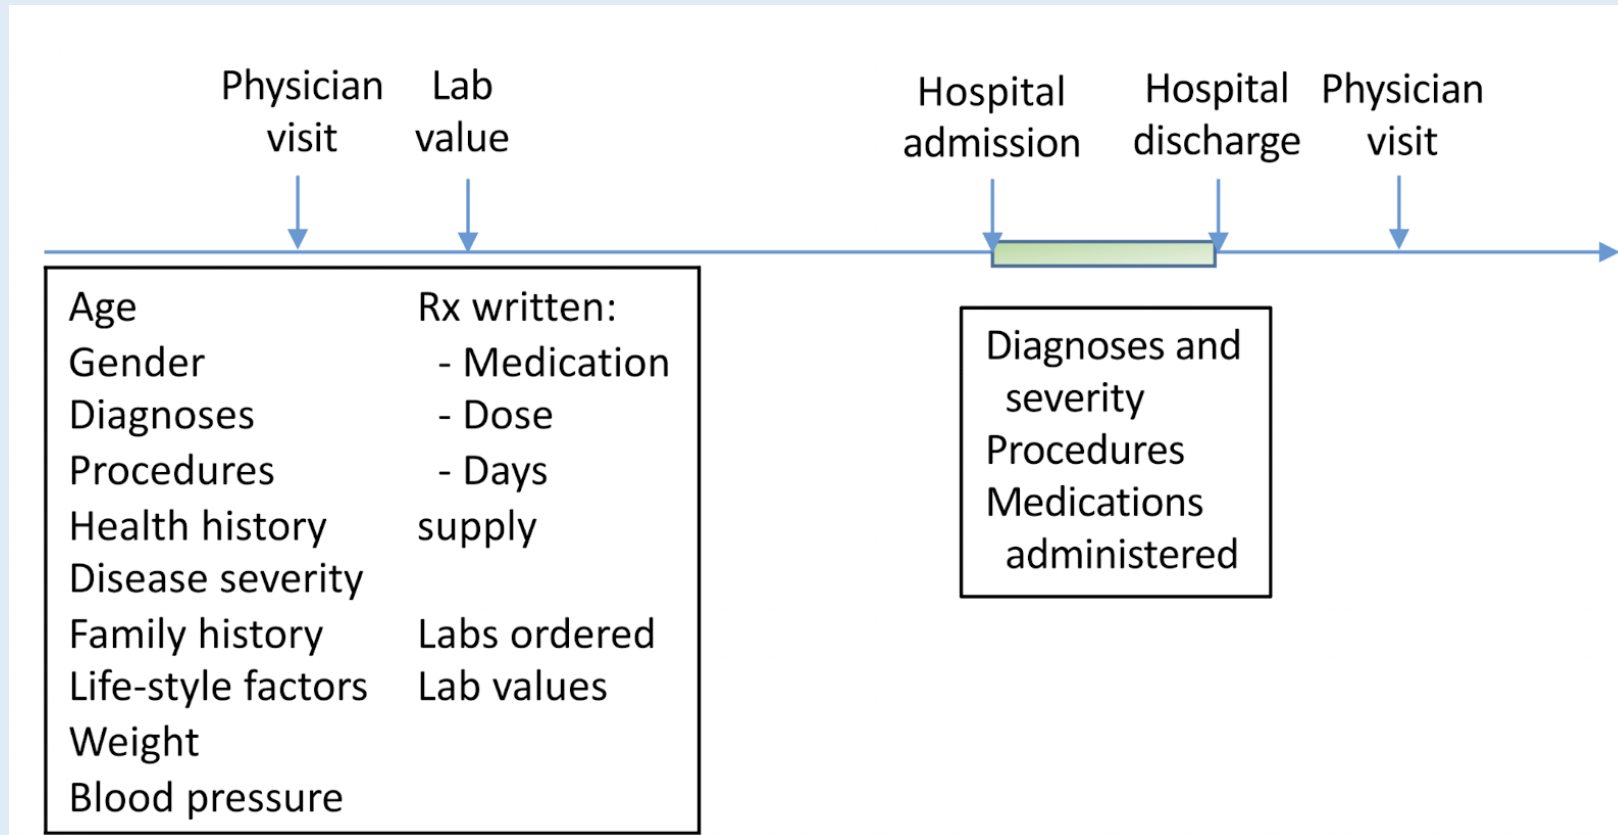 Physician
visit
Lab
value
Hospital
admission
Hospital
discharge
Physician
visit
Age
Gender
Diagnoses
Procedures
Health history
Disease severity
Family history
Life-style factors
Weight
Blood pressure
Rx written:
- Medication
- Dose
- Days
supply
Labs ordered
Lab values
Diagnoses and
severity
Procedures
Medications
administered